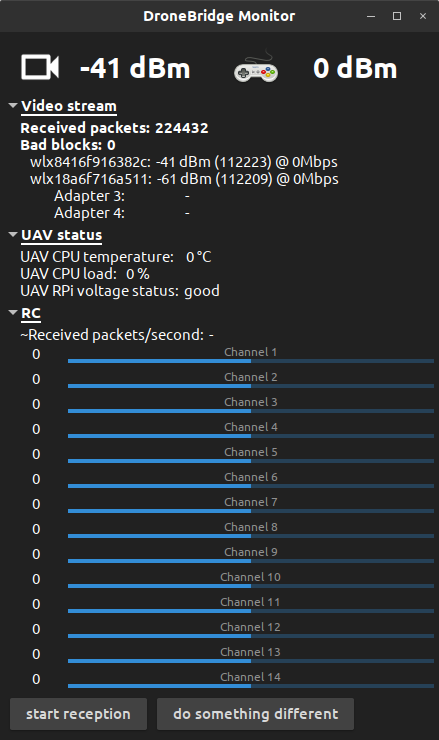 DroneBridge Monitor
-41 dBm 0 dBm
Video stream
Received packets: 224432
Bad blocks: 0
wlx8416f916382c: -41 dBm (112223) @ 0Mbps
wlx18a6f716a511: -61 dBm (112209) @ 0Mbps
Adapter 3: -
Adapter 4: -
UAV status
UAV CPU temperature: 0 °C
UAV CPU load: 0 %
UAV RPi voltage status: good
RC
~Received packets/second: -
0 Channel 1
0 Channel 2
0 Channel 3
0 Channel 4
0 Channel 5
0 Channel 6
0 Channel 7
0 Channel 8
0 Channel 9
0 Channel 10
0 Channel 11
0 Channel 12
0 Channel 13
0 Channel 14
start reception do something different